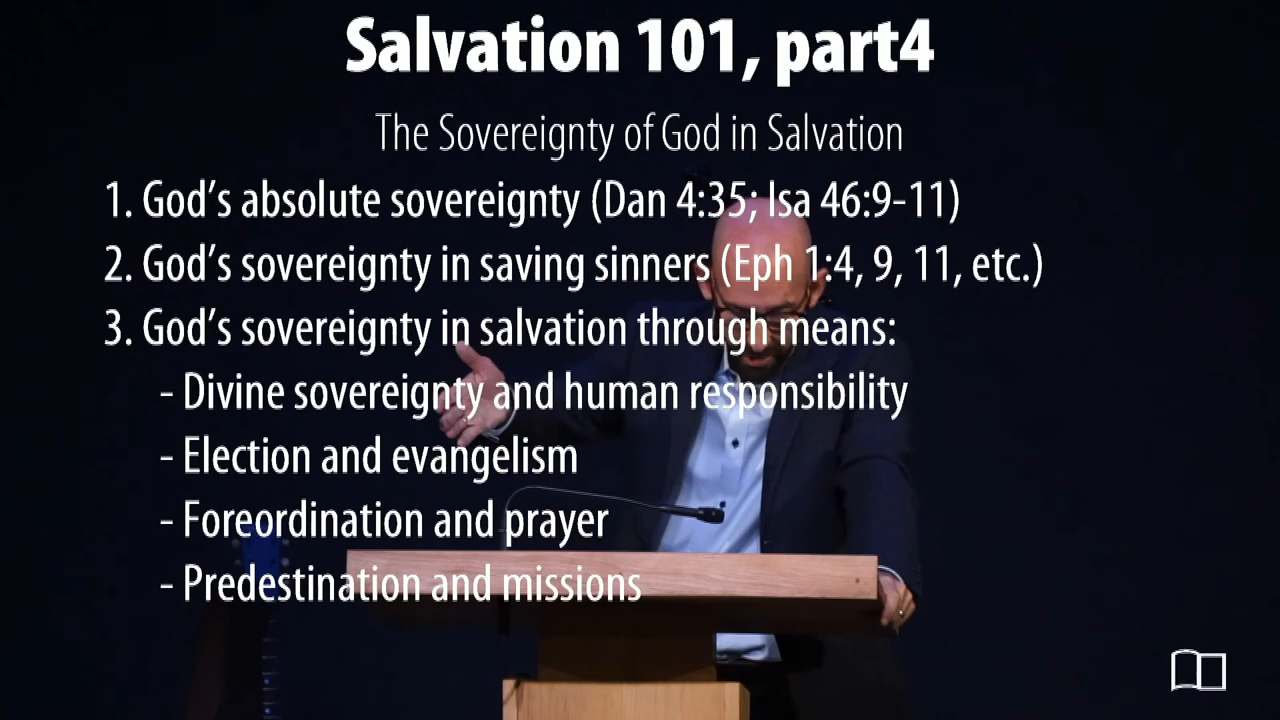 Salvation 101, part4
The Sovereignty of God in Salvation
1. God's absolute sovereignty (Dan 4:35; Isa 46:9-11)
2. God's sovereignty in saving sinners (Eph 1:4, 9, 11, etc.)
3. God's sovereignty in salvation through means:
- Divine sovereignty and human responsibility
- Election and evangelism
- Foreordination and prayer
- Predestination and missions